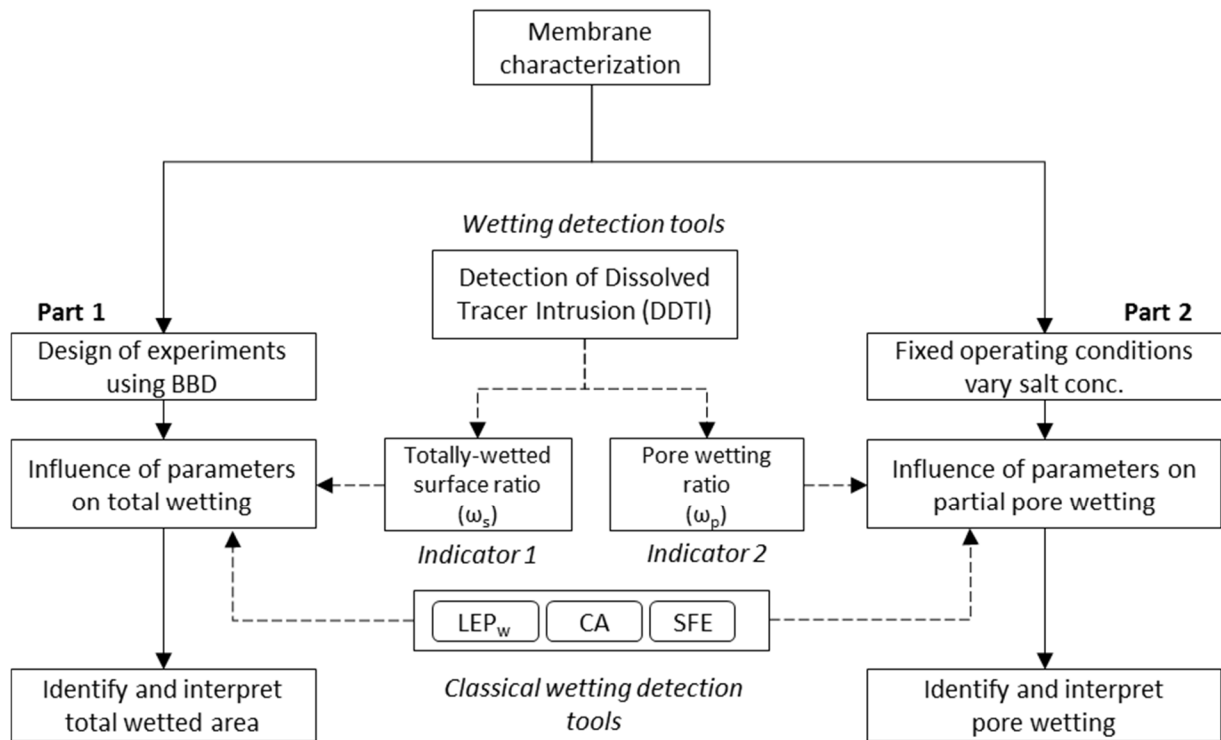 Membrane
characterization
Wetting detection tools
Detection of Dissolved
Tracer Intrusion (DDTI)
Part 1
Part 2
Design of experiments
using BBD
Fixed operating conditions
vary salt conc.
Influence of parameters
on total wetting
Totally-wetted
surface ratio
(ωs)
Pore wetting
ratio
(ωp)
Influence of parameters on
partial pore wetting
Indicator 1
Indicator 2
LEPw
CA
SFE
Identify and interpret
total wetted area
Classical wetting detection
tools
Identify and interpret
pore wetting